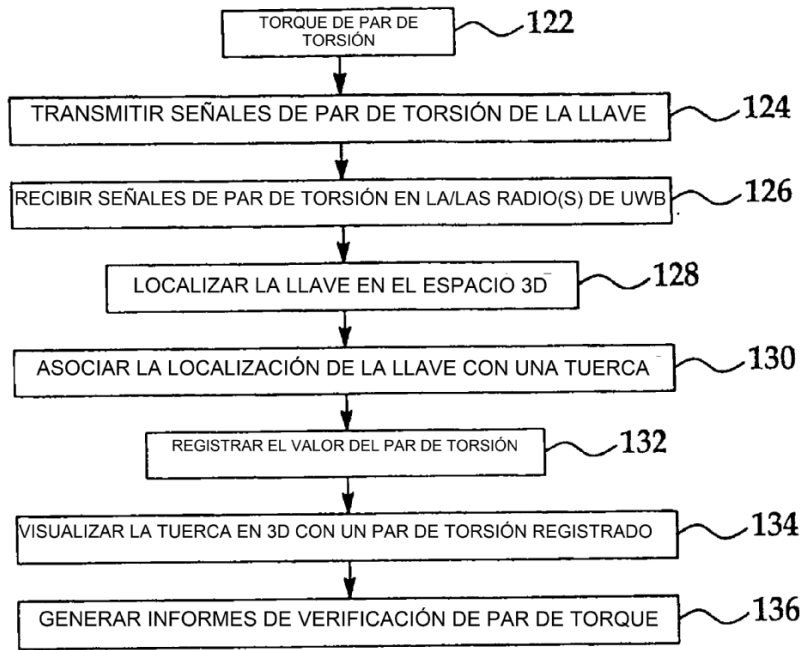 TORQUE DE PAR DE
TORSIÓN
122
TRANSMITIR SEÑALES DE PAR DE TORSIÓN DE LA LLAVE
124
RECIBIR SEÑALES DE PAR DE TORSIÓN EN LA/LAS RADIO(S) DE UWB
126
LOCALIZAR LA LLAVE EN EL ESPACIO 3D
128
ASOCIAR LA LOCALIZACIÓN DE LA LLAVE CON UNA TUERCA
130
REGISTRAR EL VALOR DEL PAR DE TORSIÓN
132
VISUALIZAR LA TUERCA EN 3D CON UN PAR DE TORSIÓN REGISTRADO
134
GENERAR INFORMES DE VERIFICACIÓN DE PAR DE TORQUE
136